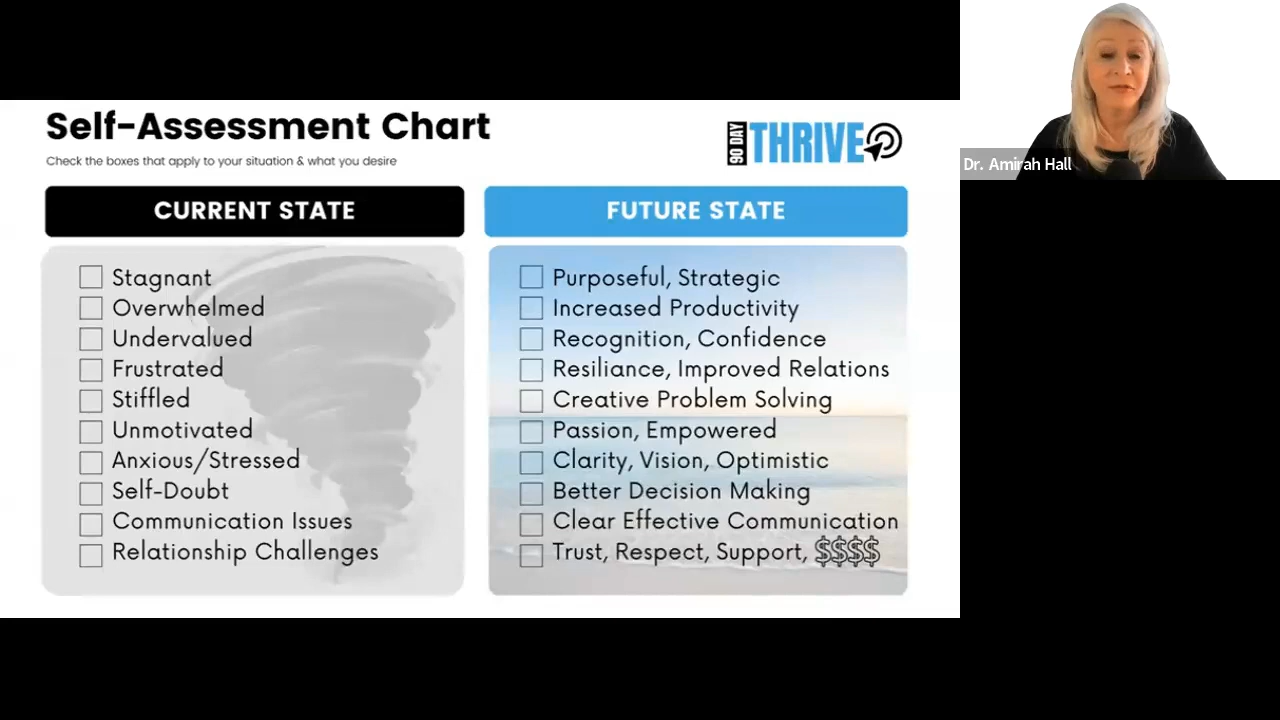 Self-Assessment Chart
Check the boxes that apply to your situation & what you desire
90 DAY THRIVE
Dr. Amirah Hall
CURRENT STATE
Stagnant
Overwhelmed
Undervalued
Frustrated
Stiffled
Unmotivated
Anxious/Stressed
Self-Doubt
Communication Issues
Relationship Challenges
FUTURE STATE
Purposeful, Strategic
Increased Productivity
Recognition, Confidence
Resiliance, Improved Relations
Creative Problem Solving
Passion, Empowered
Clarity, Vision, Optimistic
Better Decision Making
Clear Effective Communication
Trust, Respect, Support, $$$$